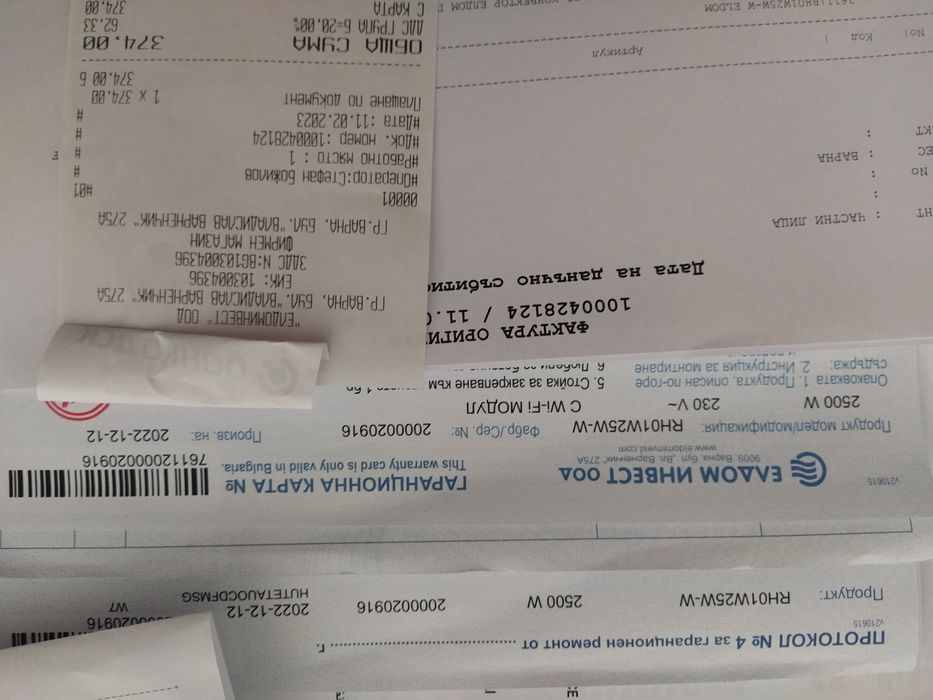 "ЕЛДОМИНВЕСТ" ООД
ГР.ВАРНА, БУЛ."ВЛАДИСЛАВ ВАРНЕНЧИК" 275А
ЕИК: 103004396
ЗДДС N:BG103004396
ФИРМЕН МАГАЗИН
ГР.ВАРНА, БУЛ."ВЛАДИСЛАВ ВАРНЕНЧИК" 275А
00001 #01
#Оператор:Стефан Божилов #
#Работно място : 1 #
#Док. номер :1000428124 #
#Дата :11.02.2023 #
Плащане по документ 1 x 374.00
374.00 Б
ОБЩА СУМА 374.00
ДДС ГРУПА Б=20.00% 62.33
С КАРТА 374.00
ФАКТУРА
1000428124 / 11.
Дата на данъчно събитие
ЧАСТНИ ЛИЦА
No :
: ВАРНА
No | Код | Артикул
ПРОТОКОЛ № 4 за гаранционен ремонт от г.
v210615
Продукт: RH01W25W-W 2500 W 2000020916 2022-12-12
HUTETAUOCDFMSG
W7
v210615
ЕЛДОМ ИНВЕСТ ООД
9009, Варна, бул. „Вл. Варненчик“ 275А
www.eldominvest.com
ГАРАНЦИОННА КАРТА №
This warranty card is only valid in Bulgaria.
76112000020916
Продукт модел/модификация: RH01W25W-W Фабр./Сер. №: 2000020916 Произв. на: 2022-12-12
2500 W 230 V~ С Wi-Fi МОДУЛ
Опаковката 1. Продукта, описан по-горе 5. Стойка за закрепване към
съдържа: 2. Инструкция за монтиране